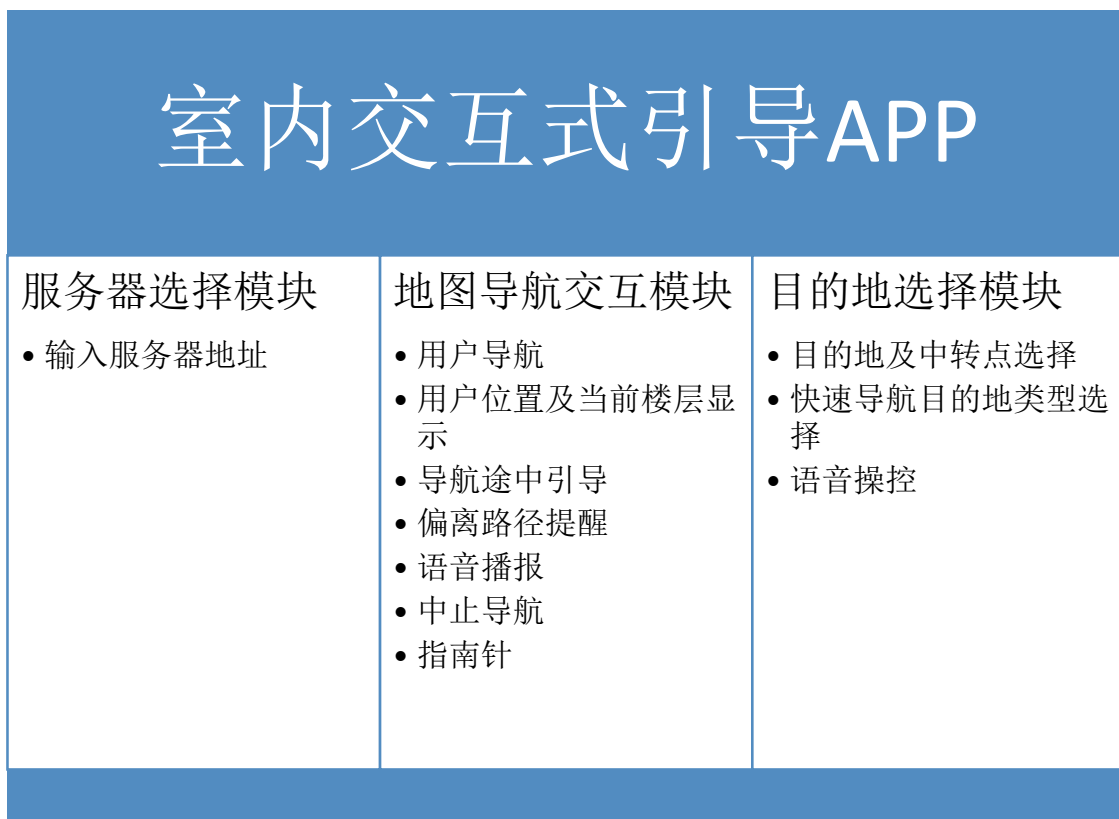 室内交互式引导APP
服务器选择模块
• 输入服务器地址
地图导航交互模块
• 用户导航
• 用户位置及当前楼层显
示
• 导航途中引导
• 偏离路径提醒
• 语音播报
• 中止导航
• 指南针
目的地选择模块
• 目的地及中转点选择
• 快速导航目的地类型选
择
• 语音操控